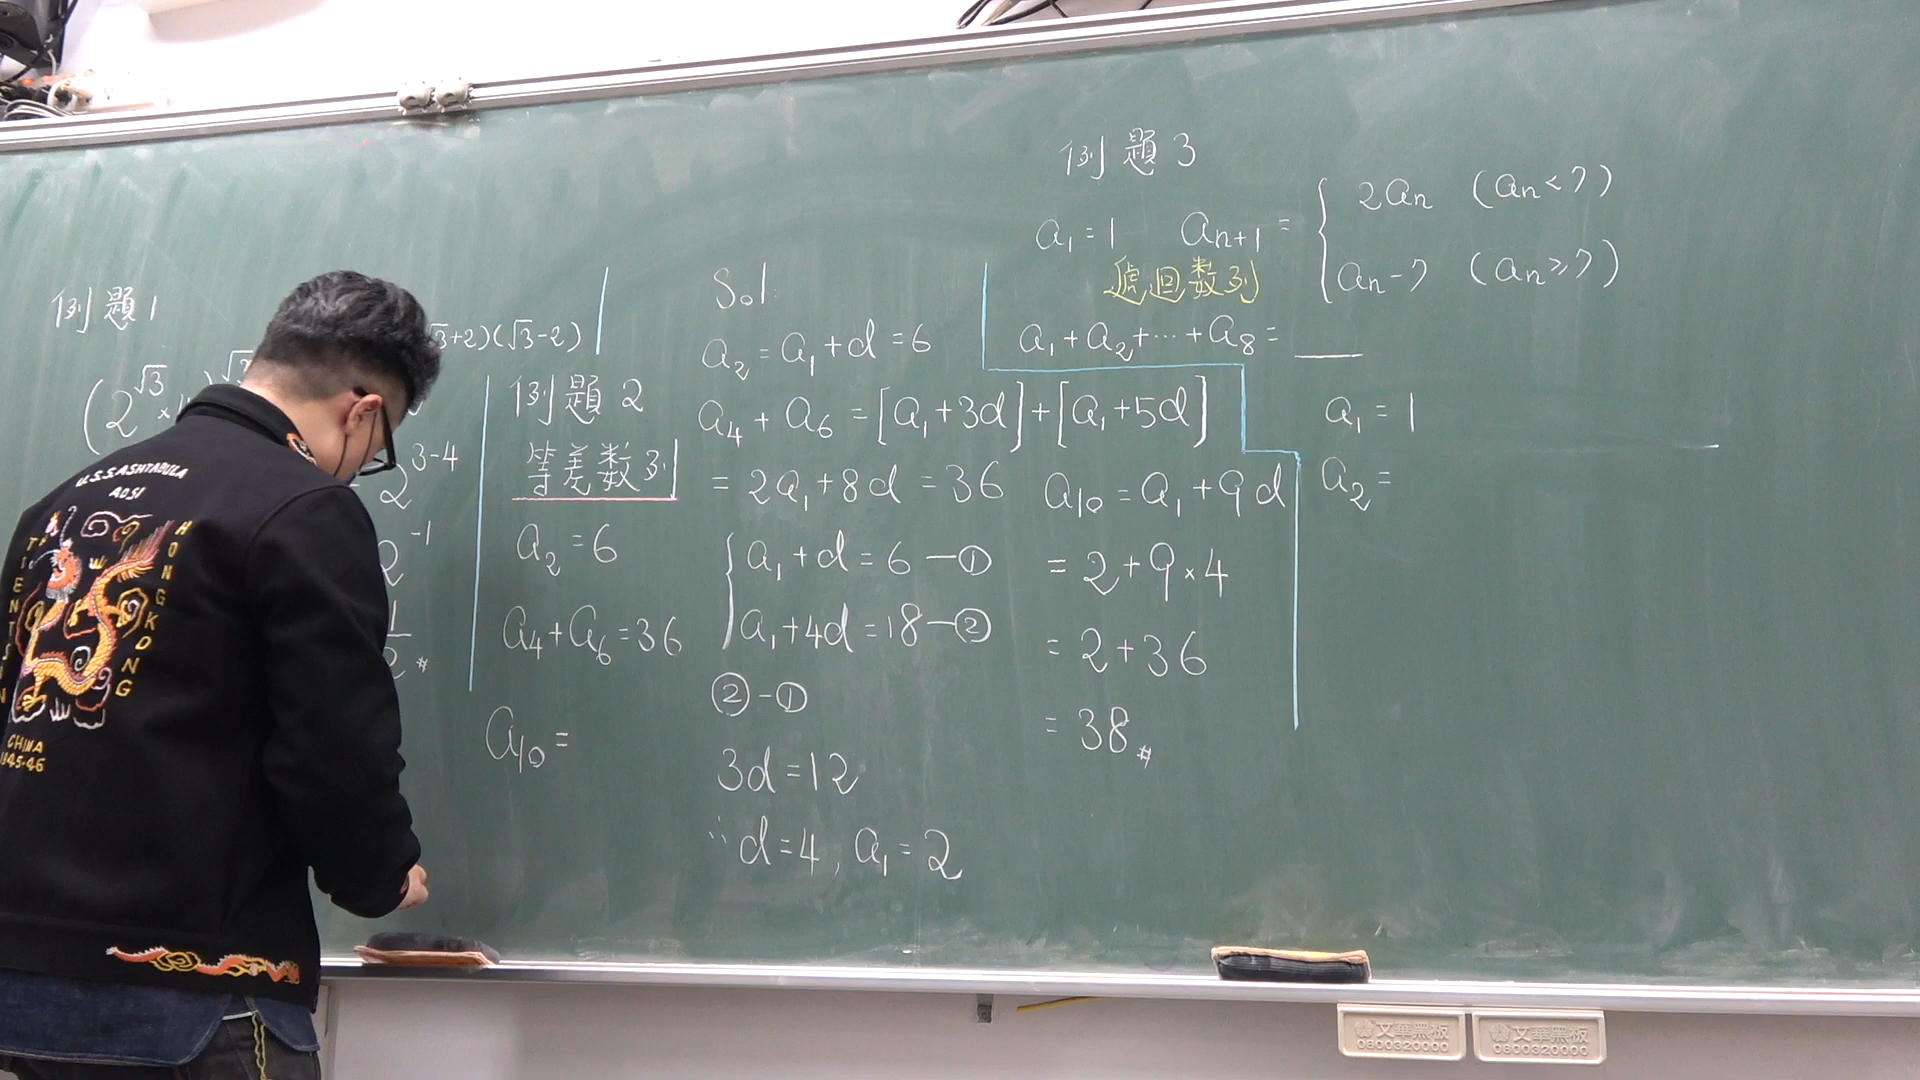 例題1
3+2)(√3-2)
(2^√3 ×
2^3-4
2^-1
1
2 #
例題2
等差数列
a₂=6
a₄+a₆=36
a₁₀=
Sol:
a₂=a₁+d=6
a₄+a₆=[a₁+3d]+[a₁+5d]
=2a₁+8d=36
{a₁+d=6—①
a₁+4d=18—②
②-①
3d=12
∴d=4, a₁=2
a₁₀=a₁+9d
=2+9×4
=2+36
=38#
例題3
a₁=1 aₙ₊₁={2aₙ (aₙ<7)
aₙ-7 (aₙ≥7)
數列
a₁+a₂+⋯+a₈=___
a₁=1
a₂=
U.S.S. ASHTABULA
AOSI
TIENTSIN
HONG KONG
CHINA
1945-46
文華黑板
0800320000
文華黑板
0800320000